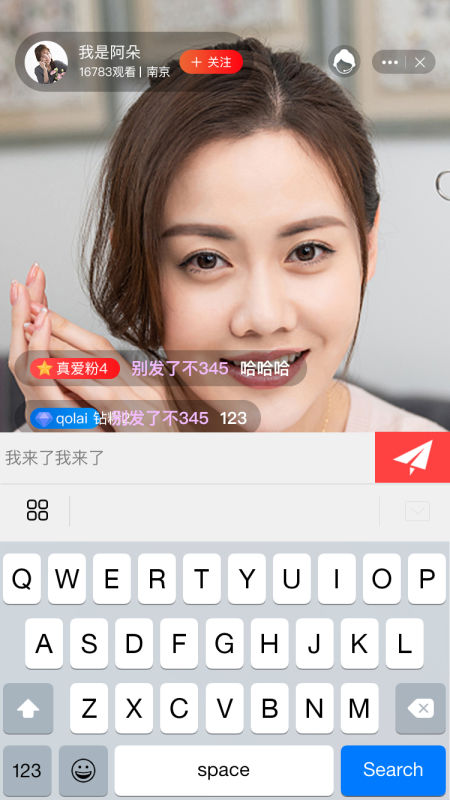 我是阿朵
16783观看 | 南京
+ 关注
真爱粉4 别发了不345 哈哈哈
qolai 钻粉2 别发了不345 123
我来了我来了
Q W E R T Y U I O P
A S D F G H J K L
Z X C V B N M
123 space Search